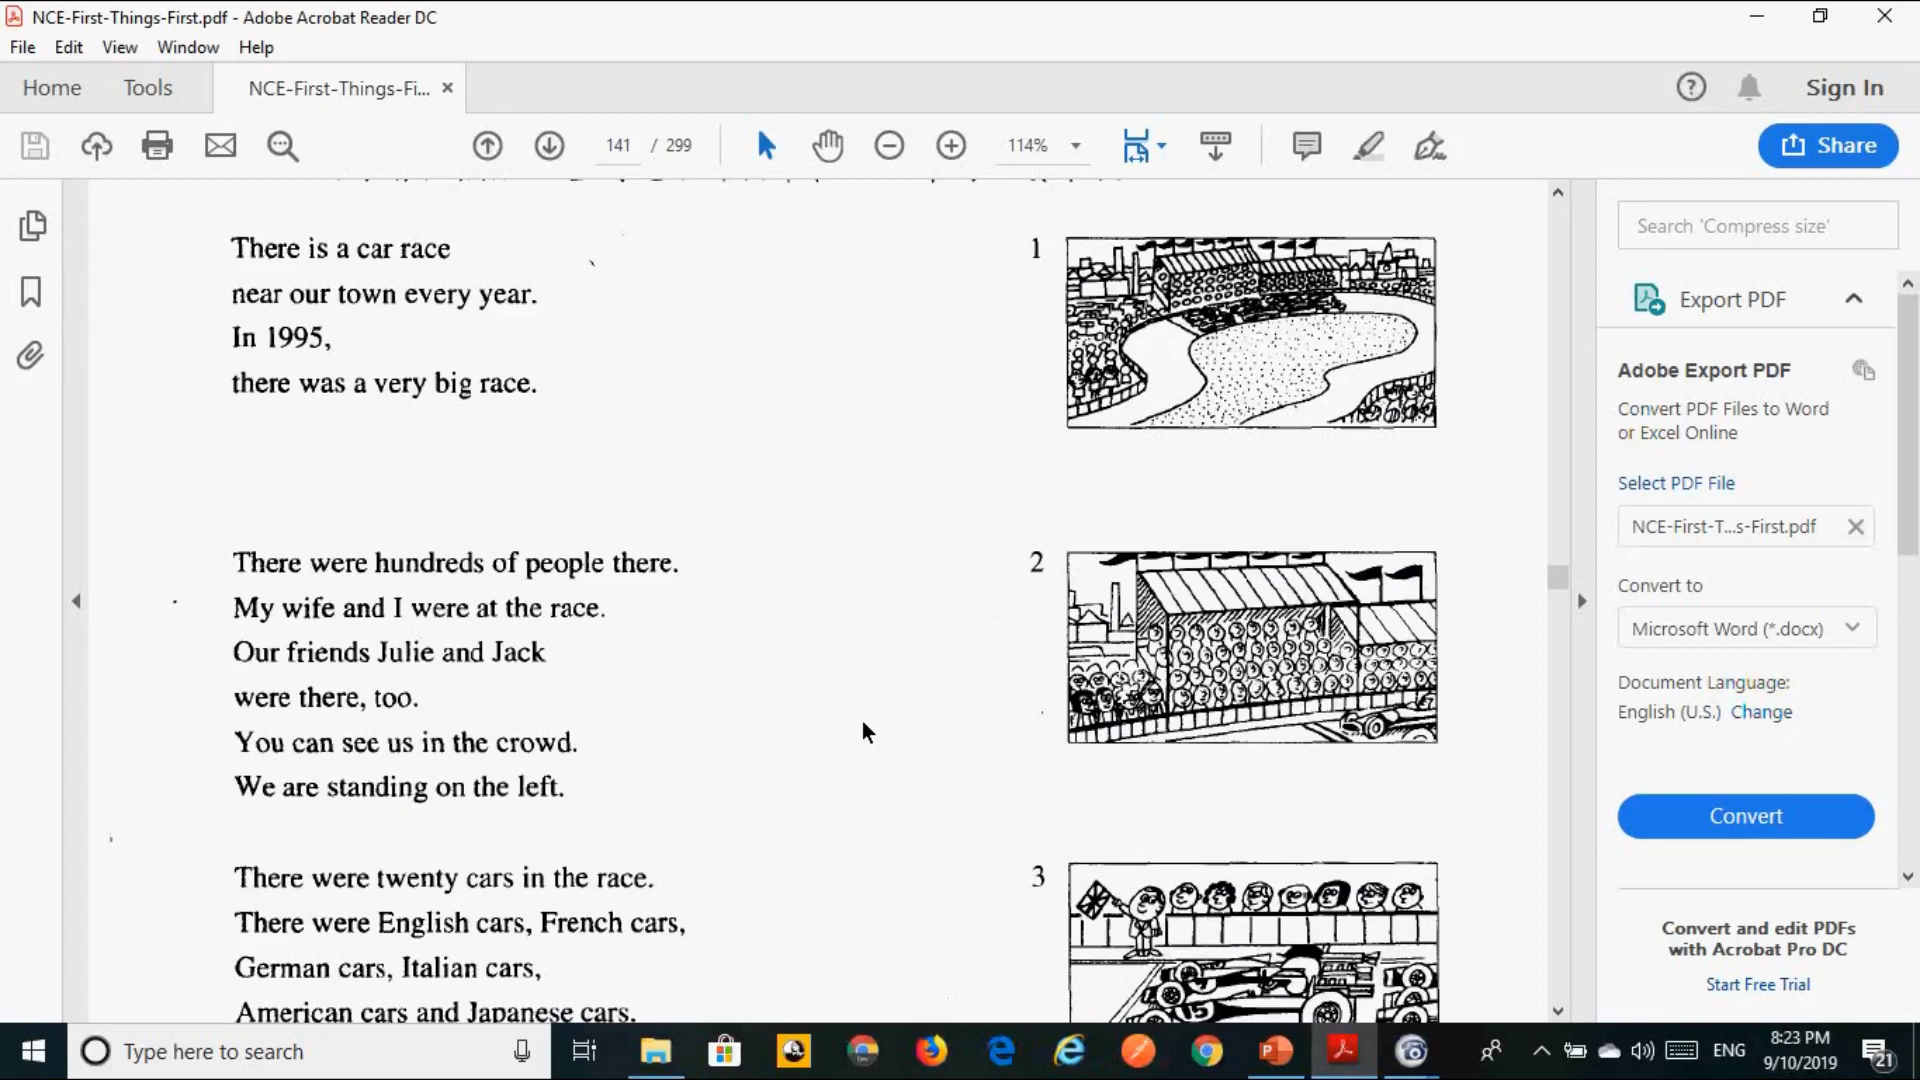 NCE-First-Things-First.pdf - Adobe Acrobat Reader DC
File Edit View Window Help
Home Tools NCE-First-Things-Fi... Sign In
141 / 299 114% Share
There is a car race
near our town every year.
In 1995,
there was a very big race.
1
There were hundreds of people there.
My wife and I were at the race.
Our friends Julie and Jack
were there, too.
You can see us in the crowd.
We are standing on the left.
2
There were twenty cars in the race.
There were English cars, French cars,
German cars, Italian cars,
American cars and Japanese cars.
3
15
Search 'Compress size'
Export PDF
Adobe Export PDF
Convert PDF Files to Word
or Excel Online
Select PDF File
NCE-First-T...s-First.pdf
Convert to
Microsoft Word (*.docx)
Document Language:
English (U.S.) Change
Convert
Convert and edit PDFs
with Acrobat Pro DC
Start Free Trial
Type here to search
ENG
8:23 PM
9/10/2019
21